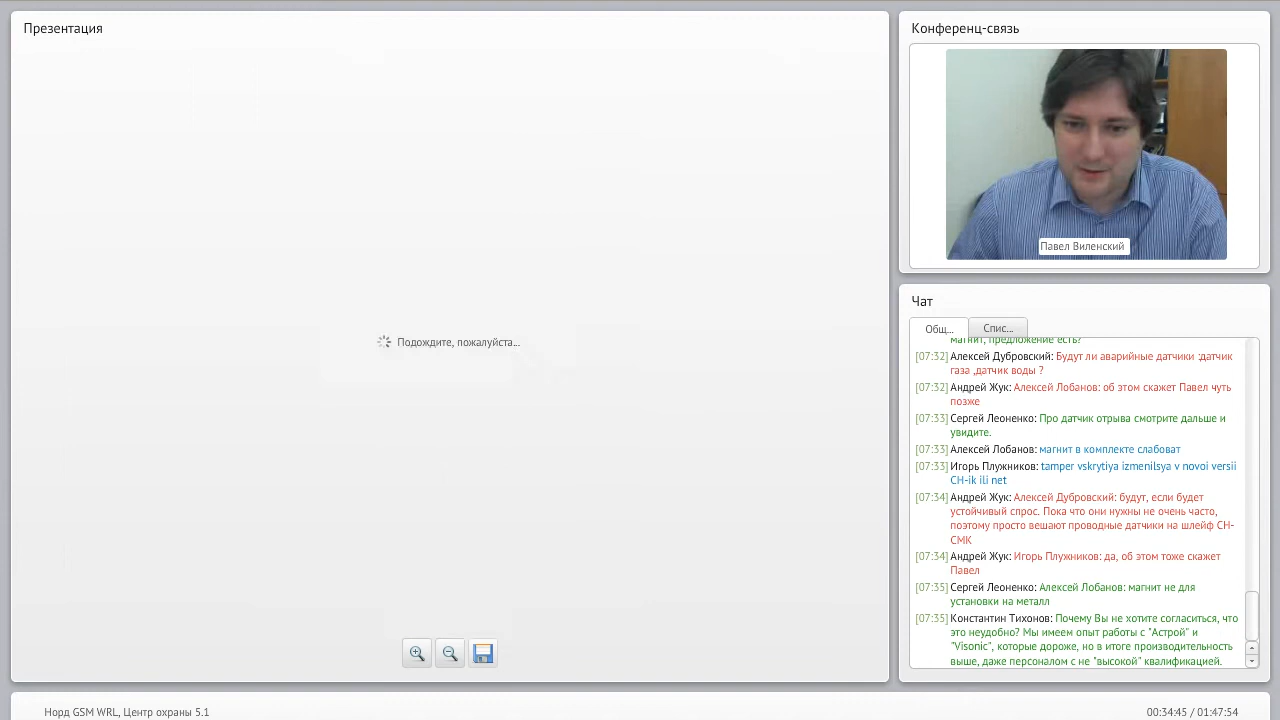 Презентация
Подождите, пожалуйста...
Конференц-связь
Павел Виленский
Чат
Общ...
Спис...
магнит, предложение есть?
[07:32] Алексей Дубровский: Будут ли аварийные датчики :датчик
газа ,датчик воды ?
[07:32] Андрей Жук: Алексей Лобанов: об этом скажет Павел чуть
позже
[07:33] Сергей Леоненко: Про датчик отрыва смотрите дальше и
увидите.
[07:33] Алексей Лобанов: магнит в комплекте слабоват
[07:33] Игорь Плужников: tamper vskrytiya izmenilsya v novoi versii
CH-ik ili net
[07:34] Андрей Жук: Алексей Дубровский: будут, если будет
устойчивый спрос. Пока что они нужны не очень часто,
поэтому просто вешают проводные датчики на шлейф СН-
СМК
[07:34] Андрей Жук: Игорь Плужников: да, об этом тоже скажет
Павел
[07:35] Сергей Леоненко: Алексей Лобанов: магнит не для
установки на металл
[07:35] Константин Тихонов: Почему Вы не хотите согласиться, что
это неудобно? Мы имеем опыт работы с "Астрой" и
"Visonic", которые дороже, но в итоге производительность
выше, даже персоналом с не "высокой" квалификацией.
Норд GSM WRL, Центр охраны 5.1
00:34:45 / 01:47:54